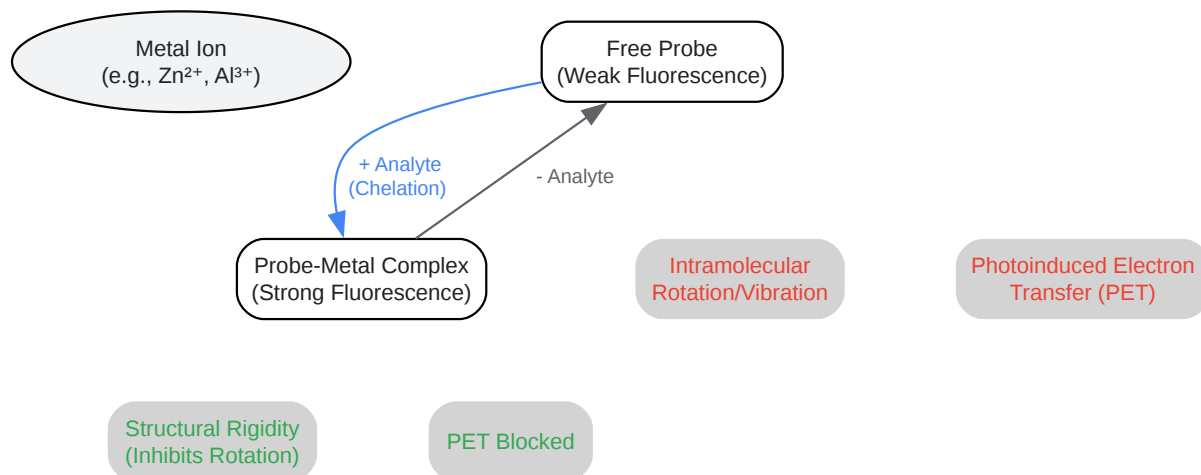 Metal Ion
(e.g., Zn²⁺, Al³⁺)
Free Probe
(Weak Fluorescence)
+ Analyte
(Chelation)
- Analyte
Probe-Metal Complex
(Strong Fluorescence)
Intramolecular
Rotation/Vibration
Photoinduced Electron
Transfer (PET)
Structural Rigidity
(Inhibits Rotation)
PET Blocked